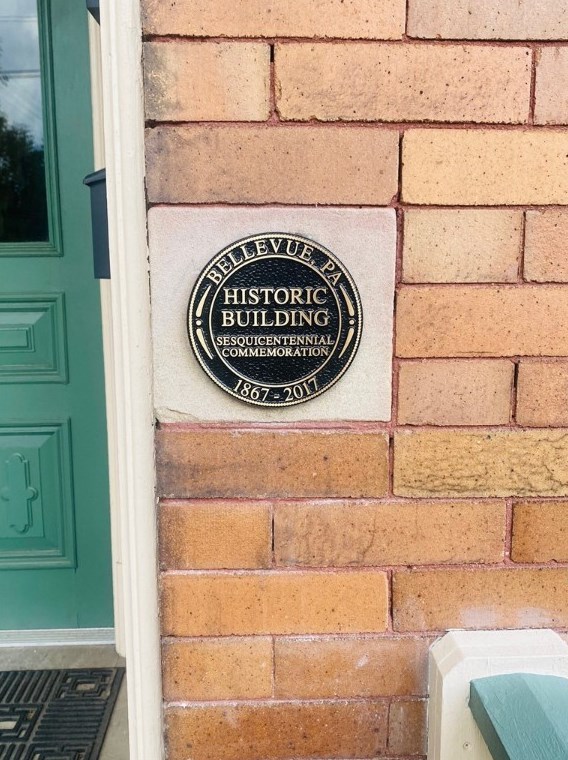 BELLEVUE, PA
HISTORIC
BUILDING
SESQUICENTENNIAL
COMMEMORATION
1867 - 2017